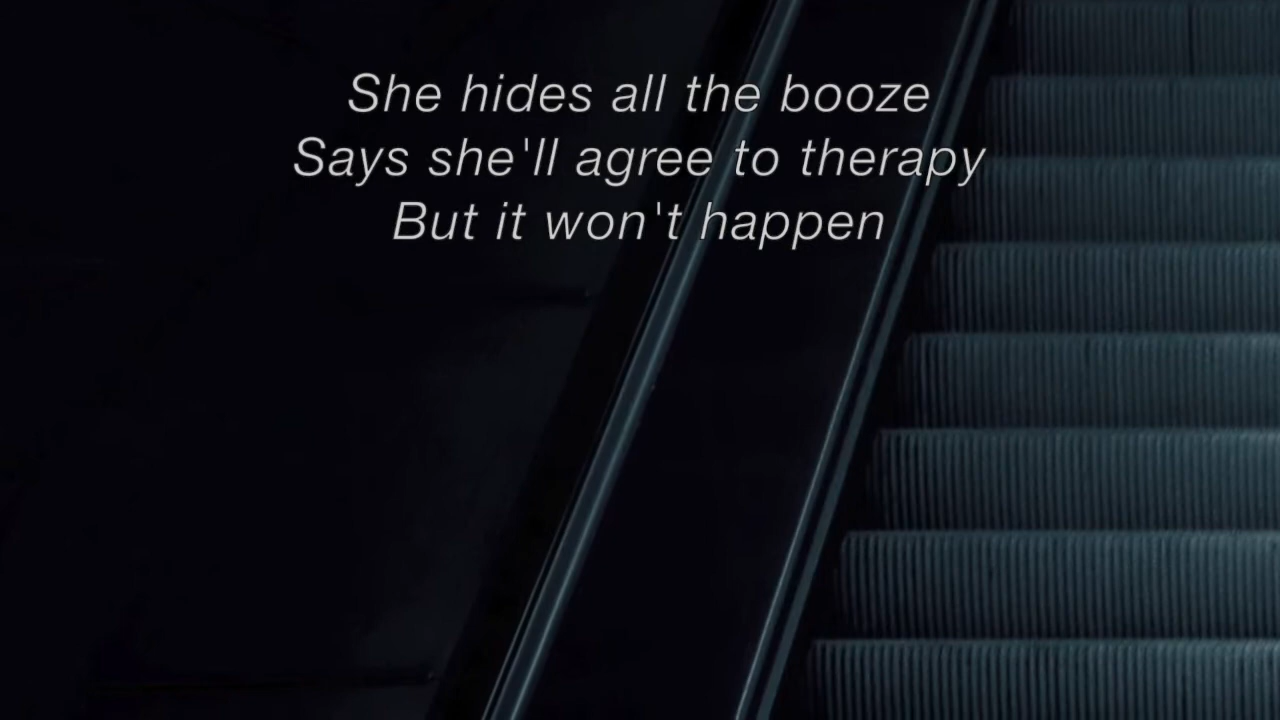 She hides all the booze
Says she'll agree to therapy
But it won't happen